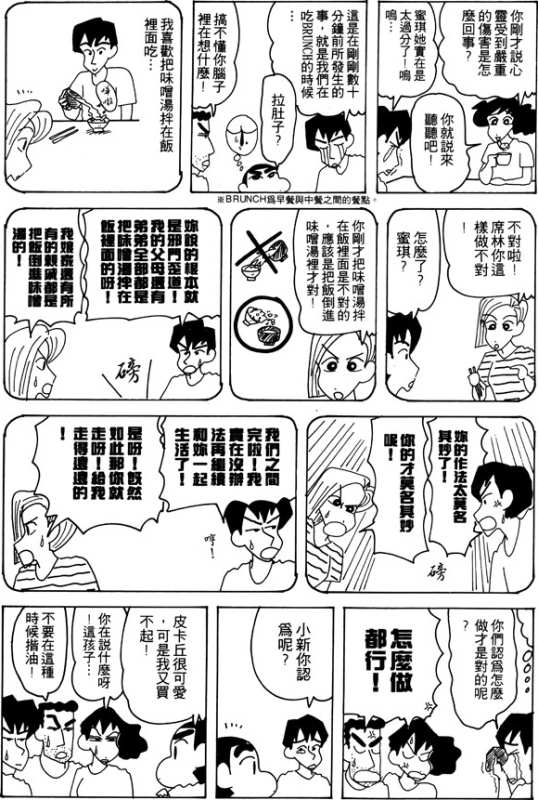 你剛才說心
靈受到嚴重
的傷害是怎
麼回事？
你就說來
聽聽吧！
蜜琪她實在是
太過分了！嗚
嗚…
這是在剛剛數十
分鐘前所發生的
事，就是我們在
吃BRUNCH的時候
拉肚子？
搞不懂你腦子
裡在想什麼！
我喜歡把味噌湯拌在飯
裡面吃…
※BRUNCH爲早餐與中餐之間的餐點。
不對啦！
席林你這
樣做不對
怎麼了？
蜜琪？
你剛才把味噌湯拌
在飯裡面是不對的
，應該是把飯倒進
味噌湯裡才對！
妳說的根本就
是邪門歪道！
我的父母還有
弟弟全部都是
把味噌湯拌在
飯裡面的呀！
磅
我娘家還有所
有的親戚都是
把飯倒進味噌
湯的！
妳的作法太莫名
其妙了！
你的才莫名其妙
呢！
磅
我們之間
完啦！我
實在沒辦
法再繼續
和妳一起
生活了！
哼！
是呀！既然
如此那你就
走呀！給我
走得遠遠的
！
你們認爲怎麼
做才是對的呢
？
怎麼做
都行！
小新你認
爲呢？
皮卡丘很可愛
，可是我又買
不起！
你在說什麼呀
！這孩子…
不要在這種
時候揩油！